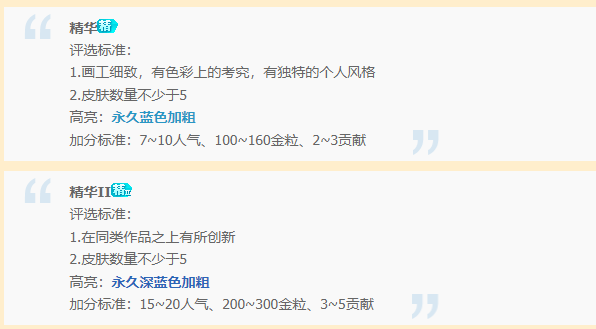 精华精
评选标准：
1.画工细致，有色彩上的考究，有独特的个人风格
2.皮肤数量不少于5
高亮：永久蓝色加粗
加分标准：7~10人气、100~160金粒、2~3贡献
精华II精II
评选标准：
1.在同类作品之上有所创新
2.皮肤数量不少于5
高亮：永久深蓝色加粗
加分标准：15~20人气、200~300金粒、3~5贡献